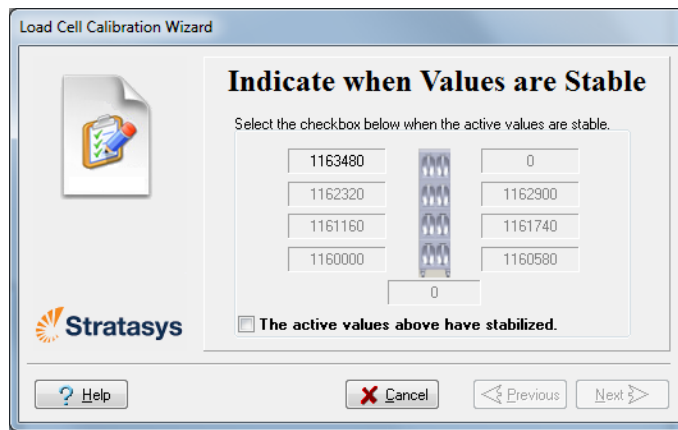 Load Cell Calibration Wizard
Indicate when Values are Stable
Select the checkbox below when the active values are stable.
1163480 0
1162320 1162900
1161160 1161740
1160000 1160580
0
The active values above have stabilized.
Stratasys
? Help Cancel Previous Next